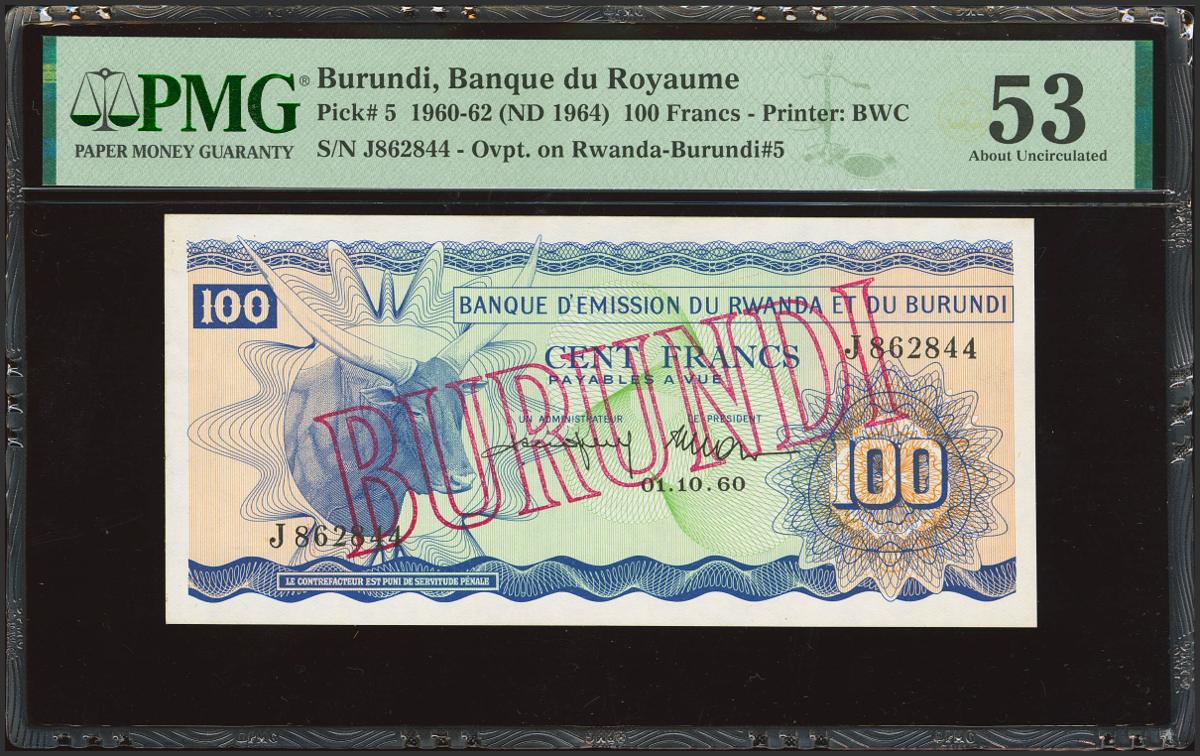 PMG®
PAPER MONEY GUARANTY
Burundi, Banque du Royaume
Pick# 5 1960-62 (ND 1964) 100 Francs - Printer: BWC
S/N J862844 - Ovpt. on Rwanda-Burundi#5
53
About Uncirculated
100
BANQUE D'EMISSION DU RWANDA ET DU BURUNDI
CENT FRANCS
PAYABLES A VUE
J862844
BURUNDI
UN ADMINISTRATEUR
LE PRESIDENT
01.10.60
100
J862844
LE CONTREFACTEUR EST PUNI DE SERVITUDE PÉNALE